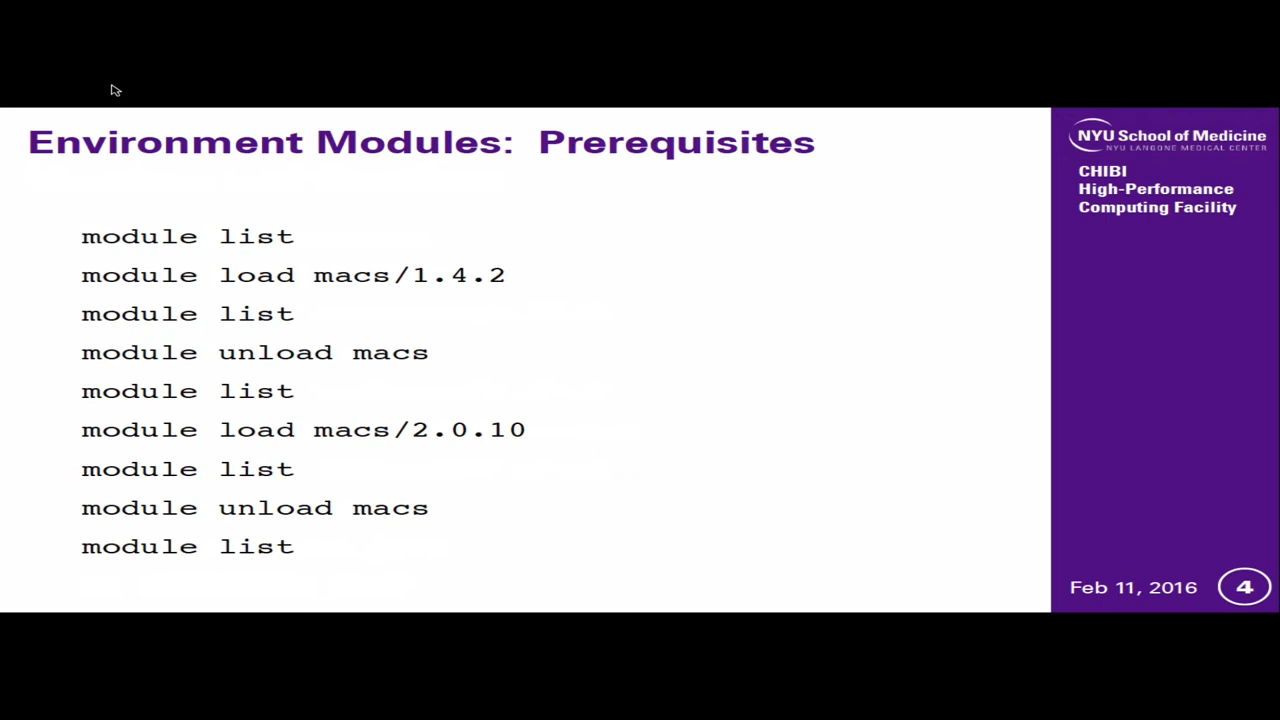 Environment Modules: Prerequisites
module list
module load macs/1.4.2
module list
module unload macs
module list
module load macs/2.0.10
module list
module unload macs
module list
NYU School of Medicine
NYU LANGONE MEDICAL CENTER
CHIBI
High-Performance
Computing Facility
Feb 11, 2016
4